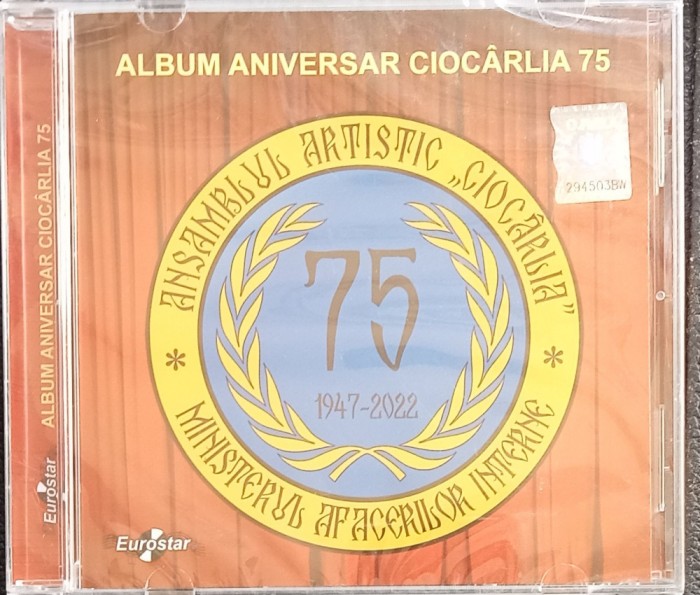 ALBUM ANIVERSAR CIOCÂRLIA 75
ANSAMBLUL ARTISTIC „CIOCÂRLIA”
75
1947-2022
* MINISTERUL AFACERILOR INTERNE *
Eurostar
294503BW
ALBUM ANIVERSAR CIOCÂRLIA 75
Eurostar